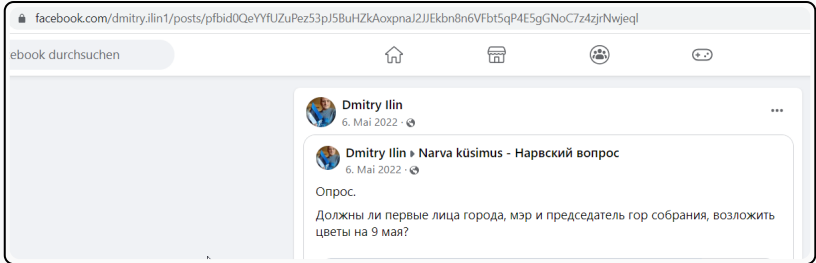 facebook.com/dmitry.ilin1/posts/pfbid0QeYYfUZuPez53pJ5BuHZkAoxpnaJ2JJEkbn8n6VFbt5qP4E5gGNoC7z4zjrNwjeql
ebook durchsuchen
Dmitry Ilin
6. Mai 2022 ·
Dmitry Ilin ▸ Narva küsimus - Нарвский вопрос
6. Mai 2022 ·
Опрос.
Должны ли первые лица города, мэр и председатель гор собрания, возложить
цветы на 9 мая?